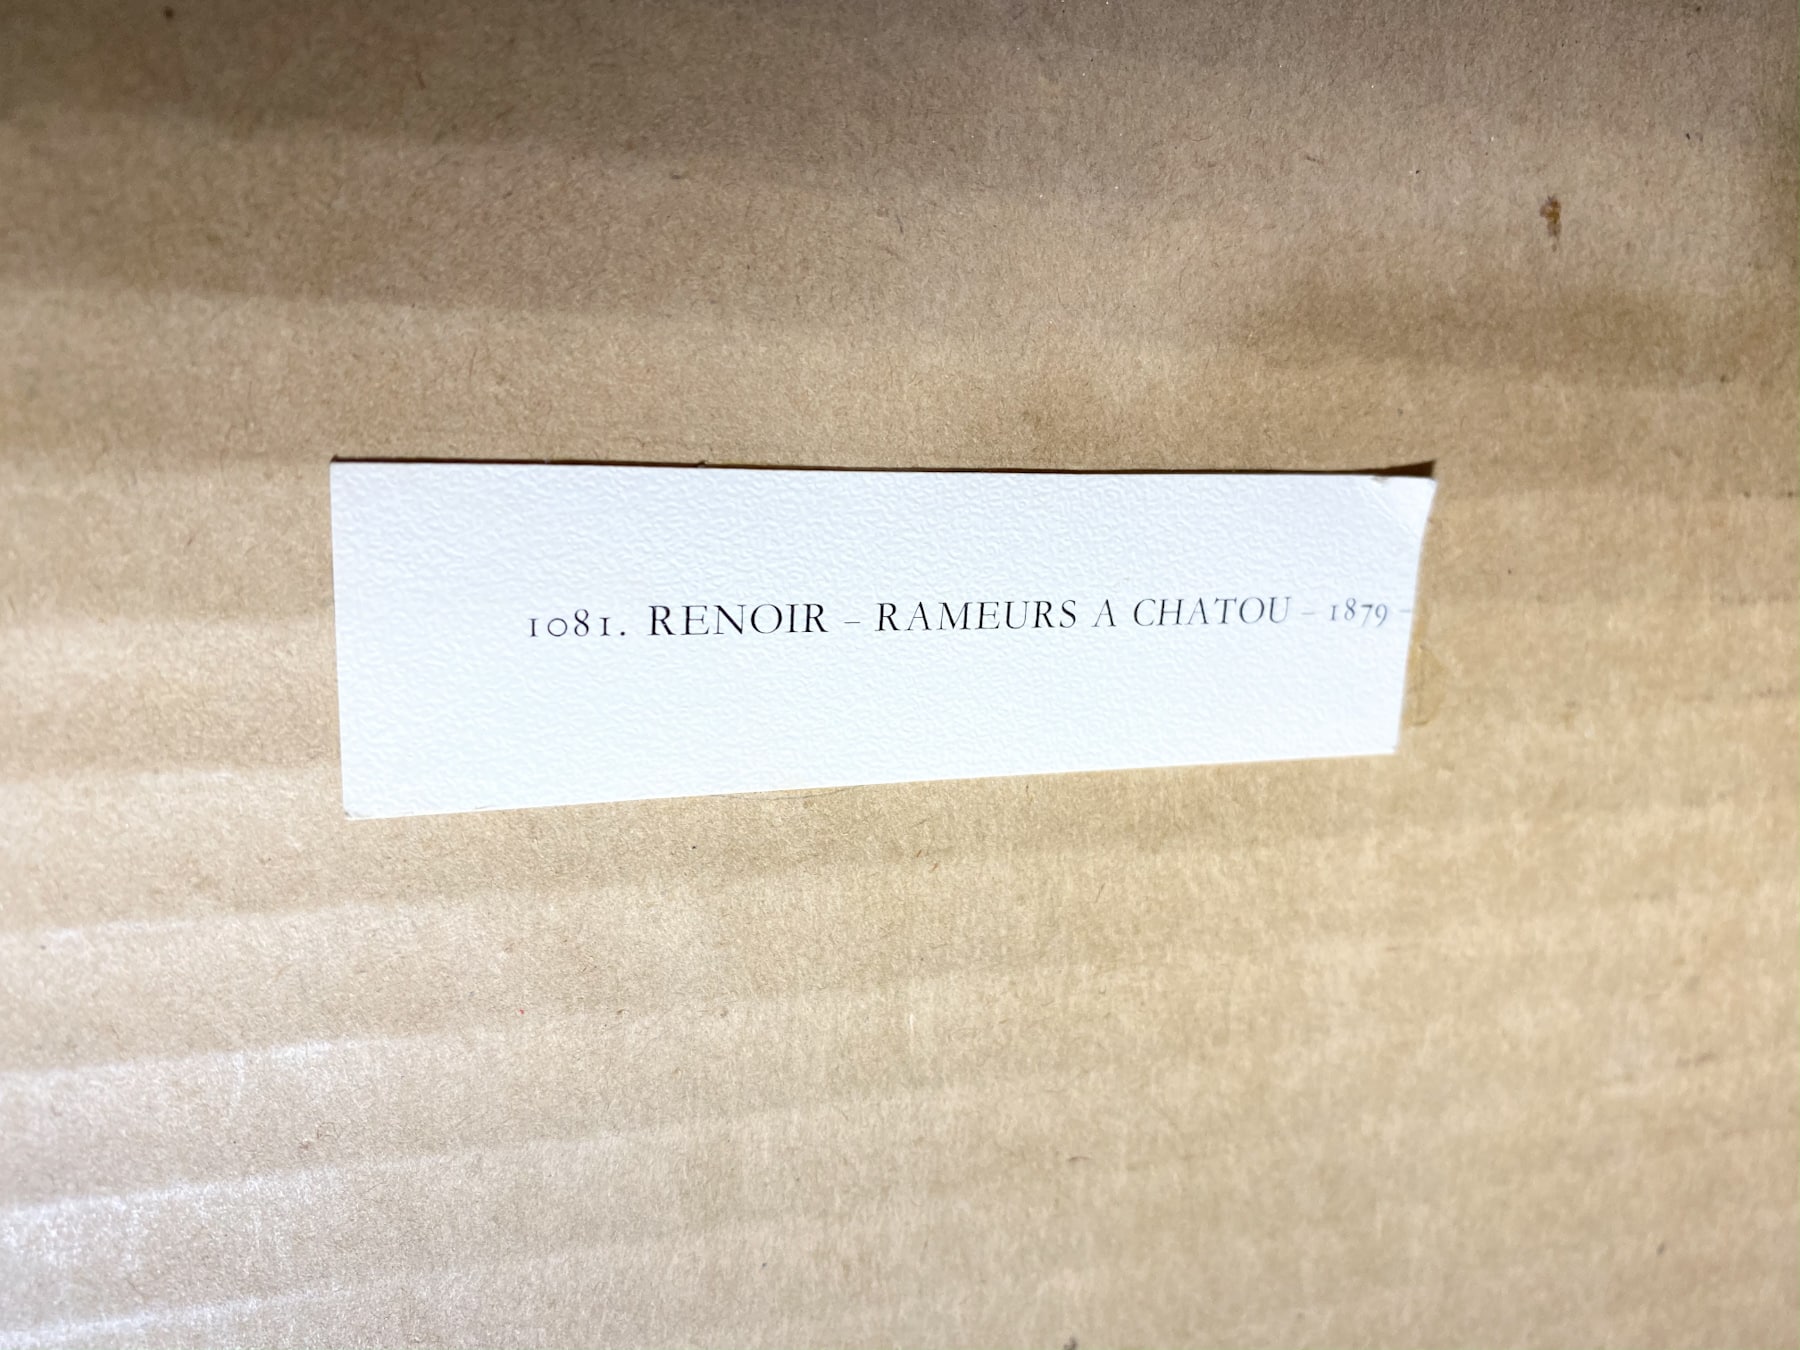 1081. RENOIR – RAMEURS A CHATOU – 1879 –